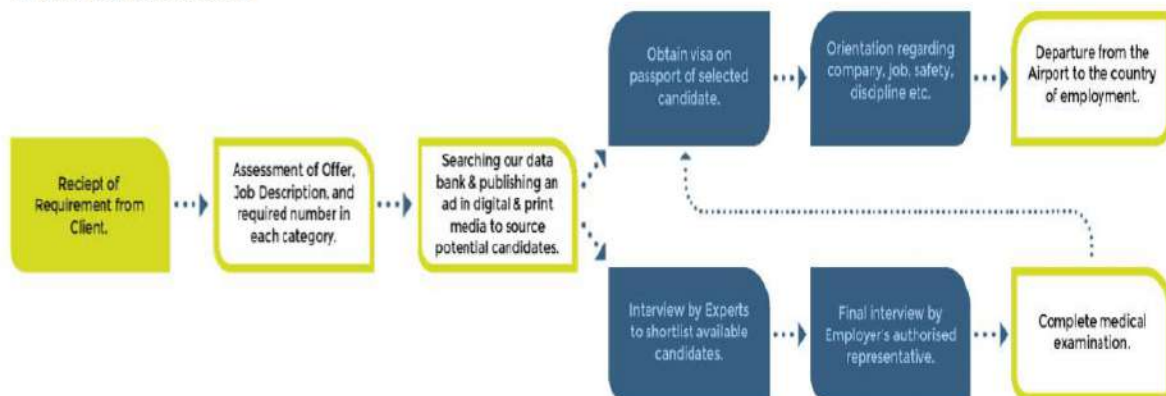 Reciept of
Requirement from
Client.
Assessment of Offer,
Job Description, and
required number in
each category.
Searching our data
bank & publishing an
ad in digital & print
media to source
potential candidates.
Obtain visa on
passport of selected
candidate.
Orientation regarding
company, job, safety,
discipline etc.
Departure from the
Airport to the country
of employment.
Interview by Experts
to shortlist available
candidates.
Final interview by
Employer's authorised
representative.
Complete medical
examination.